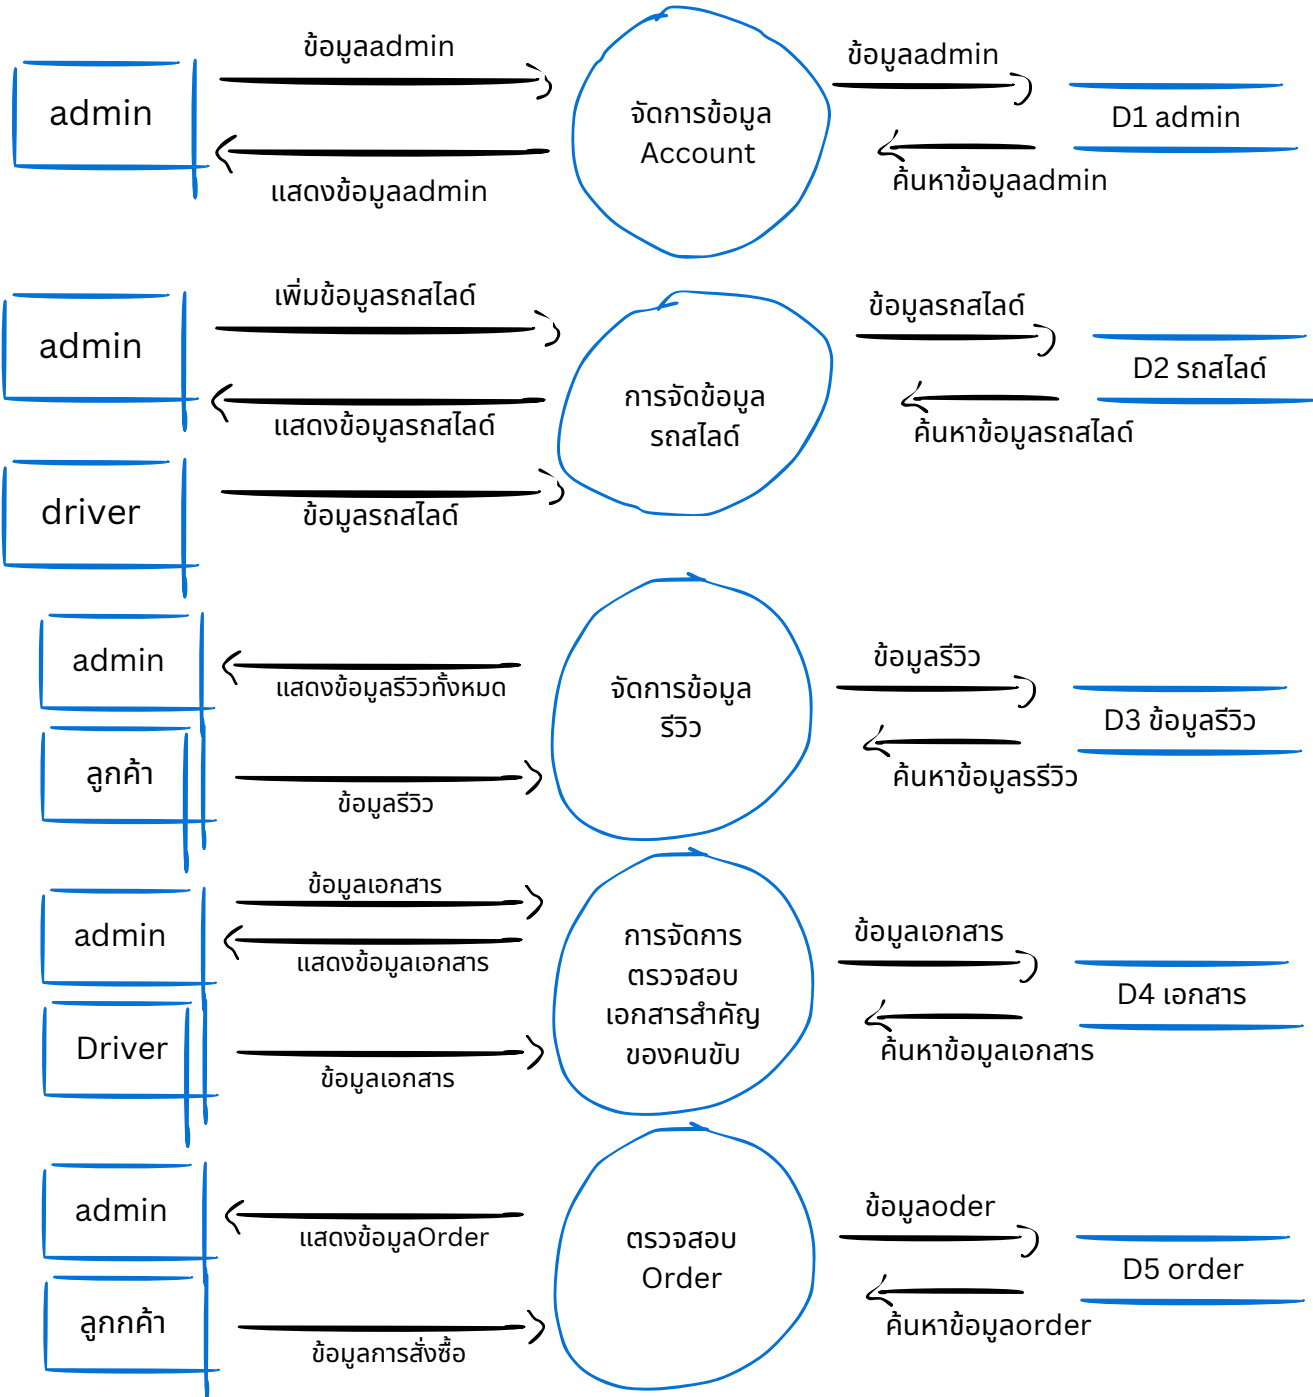 ข้อมูลadmin
ข้อมูลadmin
admin
จัดการข้อมูล
Account
D1 admin
แสดงข้อมูลadmin
ค้นหาข้อมูลadmin
เพิ่มข้อมูลรถสไลด์
ข้อมูลรถสไลด์
admin
การจัดข้อมูล
รถสไลด์
D2 รถสไลด์
แสดงข้อมูลรถสไลด์
ค้นหาข้อมูลรถสไลด์
driver
ข้อมูลรถสไลด์
admin
แสดงข้อมูลรีวิวทั้งหมด
จัดการข้อมูล
รีวิว
ข้อมูลรีวิว
D3 ข้อมูลรีวิว
ลูกค้า
ข้อมูลรีวิว
ค้นหาข้อมูลรรีวิว
ข้อมูลเอกสาร
admin
แสดงข้อมูลเอกสาร
การจัดการ
ตรวจสอบ
เอกสารสำคัญ
ของคนขับ
ข้อมูลเอกสาร
D4 เอกสาร
Driver
ข้อมูลเอกสาร
ค้นหาข้อมูลเอกสาร
admin
แสดงข้อมูลOrder
ตรวจสอบ
Order
ข้อมูลoder
D5 order
ลูกกค้า
ข้อมูลการสั่งซื้อ
ค้นหาข้อมูลorder